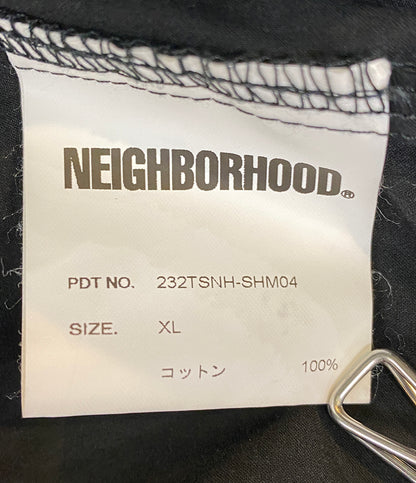 NEIGHBORHOOD®
PDT NO. 232TSNH-SHM04
SIZE. XL
コットン 100%